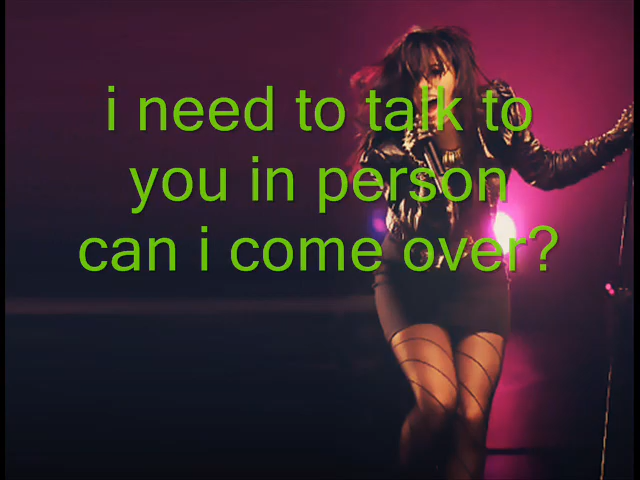 i need to talk to
you in person
can i come over?